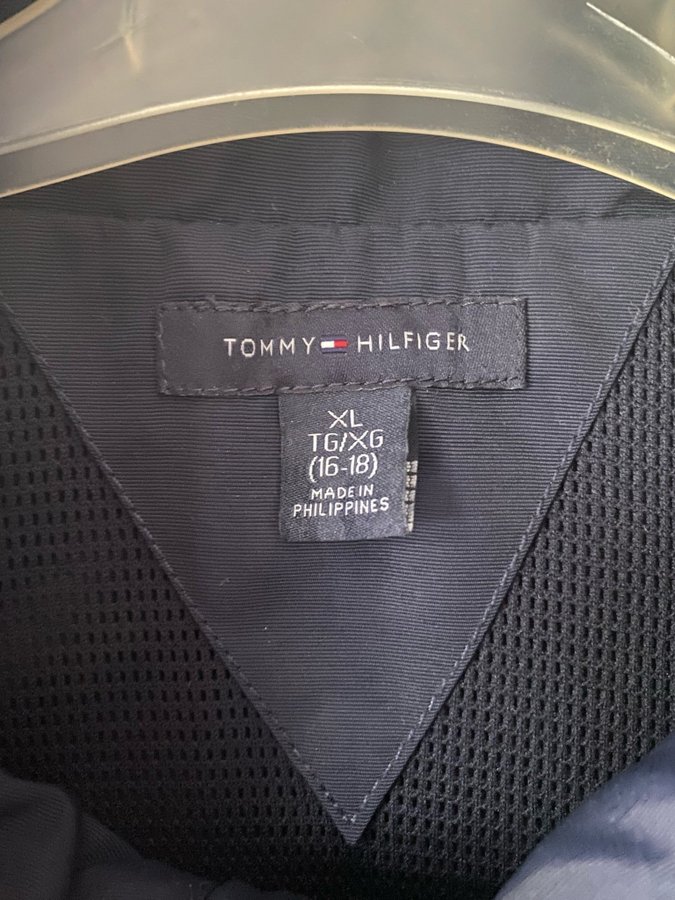 TOMMY HILFIGER
XL
TG/XG
(16-18)
MADE IN
PHILIPPINES